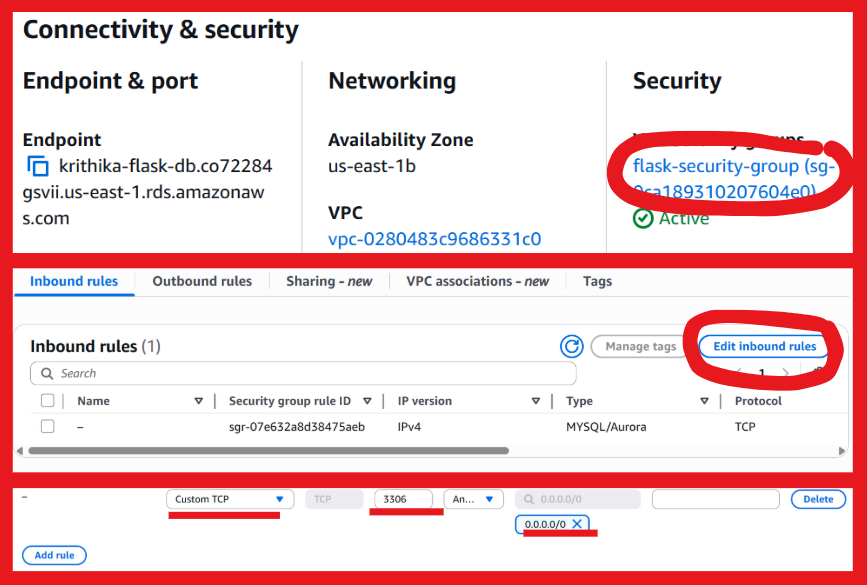 Connectivity & security
Endpoint & port
Networking
Security
Endpoint
krithika-flask-db.co72284
gsvii.us-east-1.rds.amazonaw
s.com
Availability Zone
us-east-1b
VPC
vpc-0280483c9686331c0
flask-security-group (sg-
0ca189310207604e0)
Active
Inbound rules
Outbound rules
Sharing - new
VPC associations - new
Tags
Inbound rules (1)
Manage tags
Edit inbound rules
Search
1
Name
Security group rule ID
IP version
Type
Protocol
–
sgr-07e632a8d38475aeb
IPv4
MYSQL/Aurora
TCP
–
Custom TCP
TCP
3306
An...
0.0.0.0/0
Delete
0.0.0.0/0
Add rule